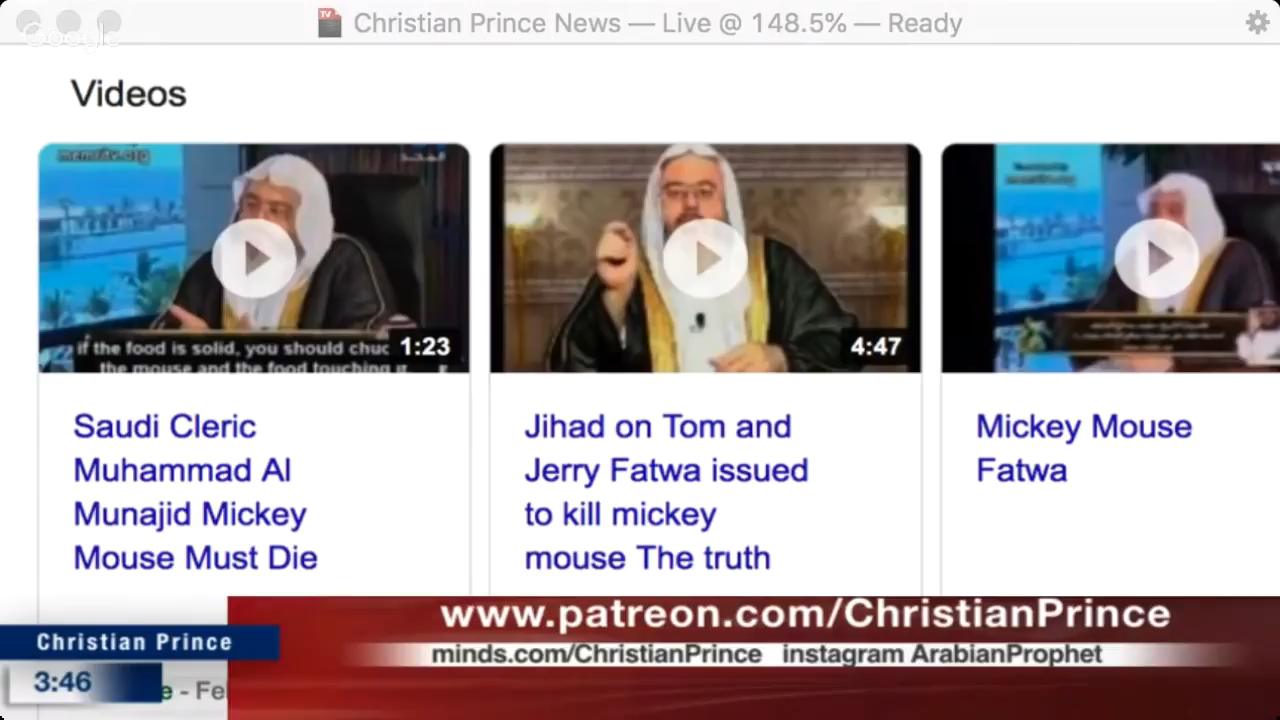 Christian Prince News — Live @ 148.5% — Ready
Google
Videos
memritv.org
if the food is solid, you should chuc
the mouse and the food touching it
1:23
4:47
Saudi Cleric
Muhammad Al
Munajid Mickey
Mouse Must Die
Jihad on Tom and
Jerry Fatwa issued
to kill mickey
mouse The truth
Mickey Mouse
Fatwa
www.patreon.com/ChristianPrince
Christian Prince
minds.com/ChristianPrince instagram ArabianProphet
3:46
e - Fe